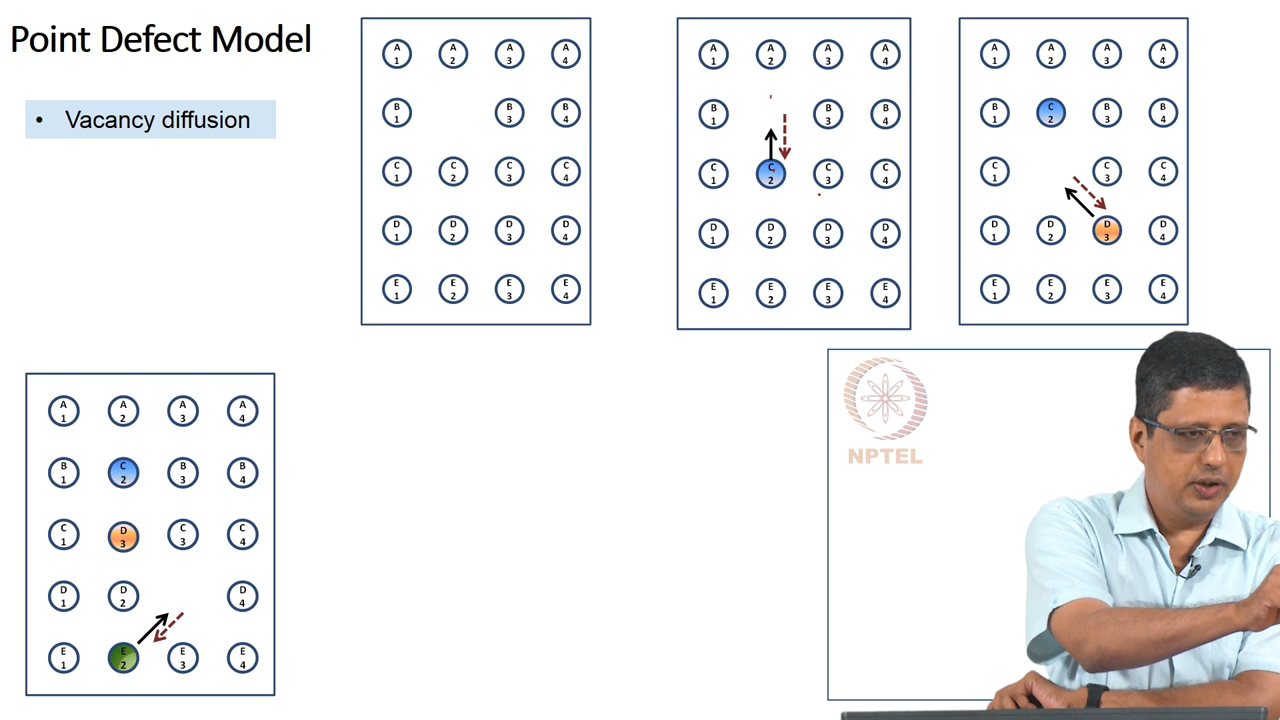 Point Defect Model
• Vacancy diffusion
A 1 A 2 A 3 A 4
B 1 B 3 B 4
C 1 C 2 C 3 C 4
D 1 D 2 D 3 D 4
E 1 E 2 E 3 E 4
A 1 A 2 A 3 A 4
B 1 B 3 B 4
C 1 C 2 C 3 C 4
D 1 D 2 D 3 D 4
E 1 E 2 E 3 E 4
A 1 A 2 A 3 A 4
B 1 C 2 B 3 B 4
C 1 C 3 C 4
D 1 D 2 D 3 D 4
E 1 E 2 E 3 E 4
A 1 A 2 A 3 A 4
B 1 C 2 B 3 B 4
C 1 D 3 C 3 C 4
D 1 D 2 D 4
E 1 E 2 E 3 E 4
NPTEL